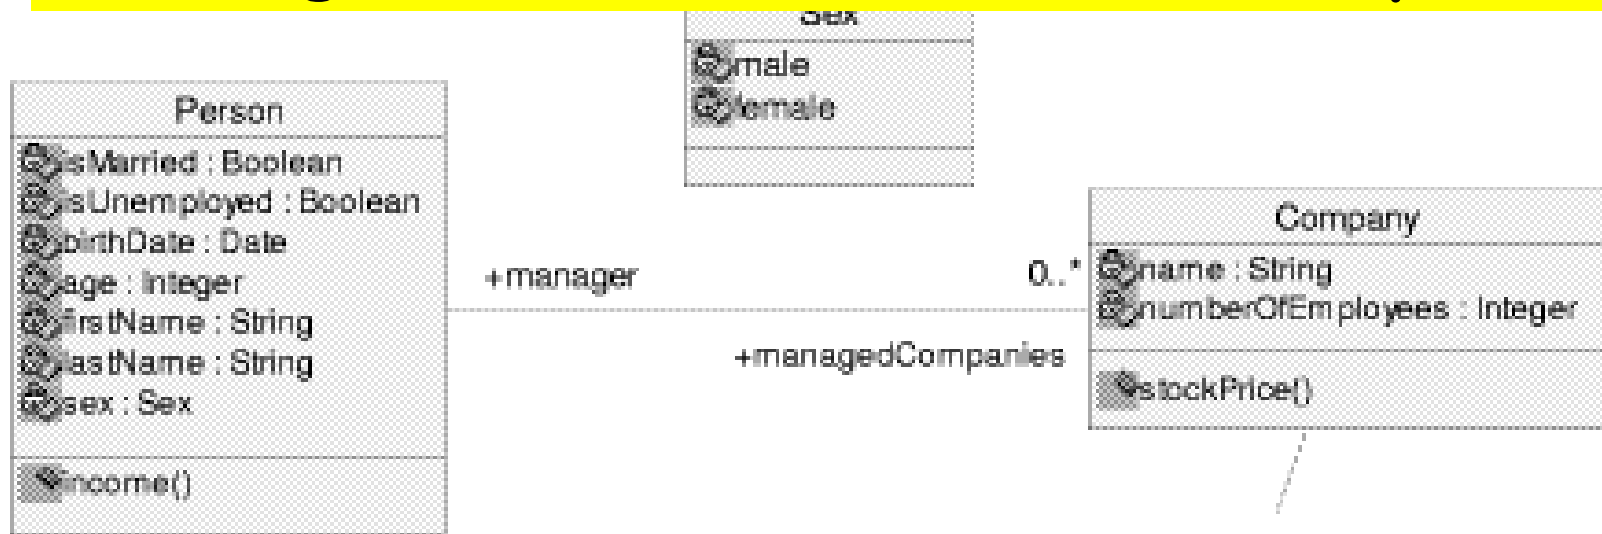 Sex
male
female
Person
isMarried : Boolean
isUnemployed : Boolean
birthDate : Date
age : Integer
firstName : String
lastName : String
sex : Sex
income()
+manager
0..*
+managedCompanies
Company
name : String
numberOfEmployees : Integer
stockPrice()